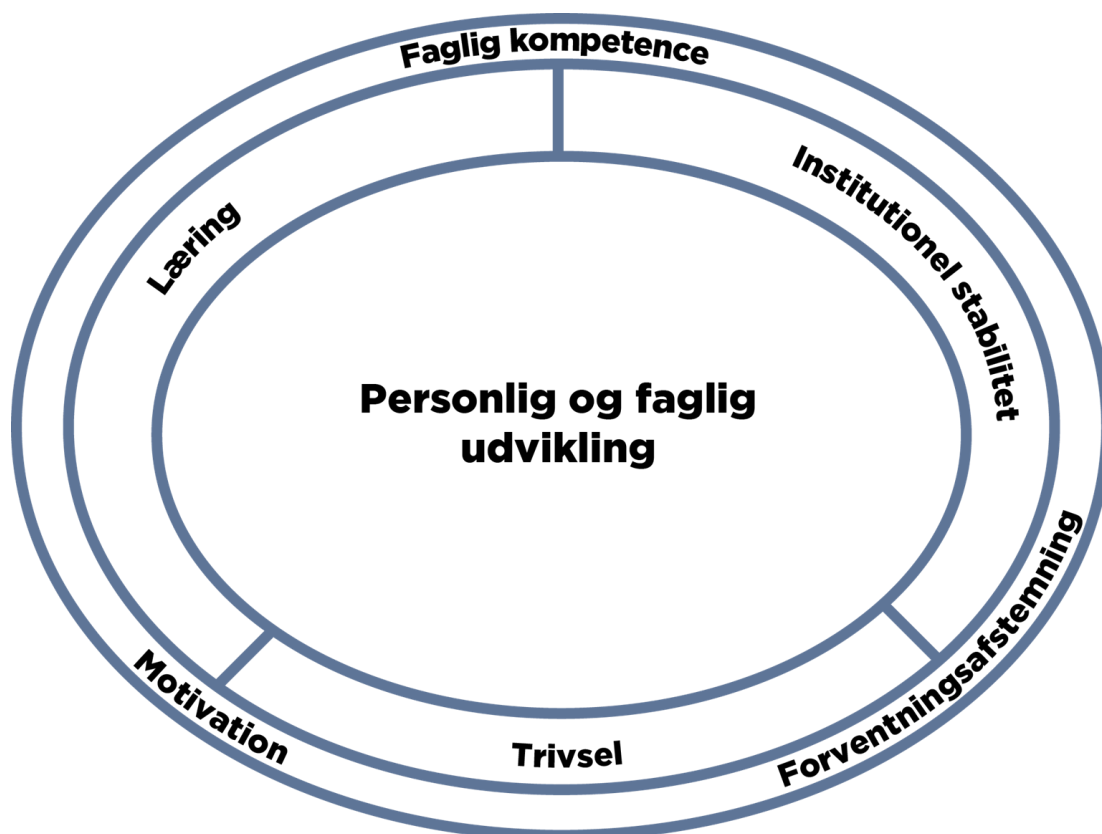 Faglig kompetence
Institutionel stabilitet
Læring
Personlig og faglig
udvikling
Forventningsafstemning
Motivation
Trivsel